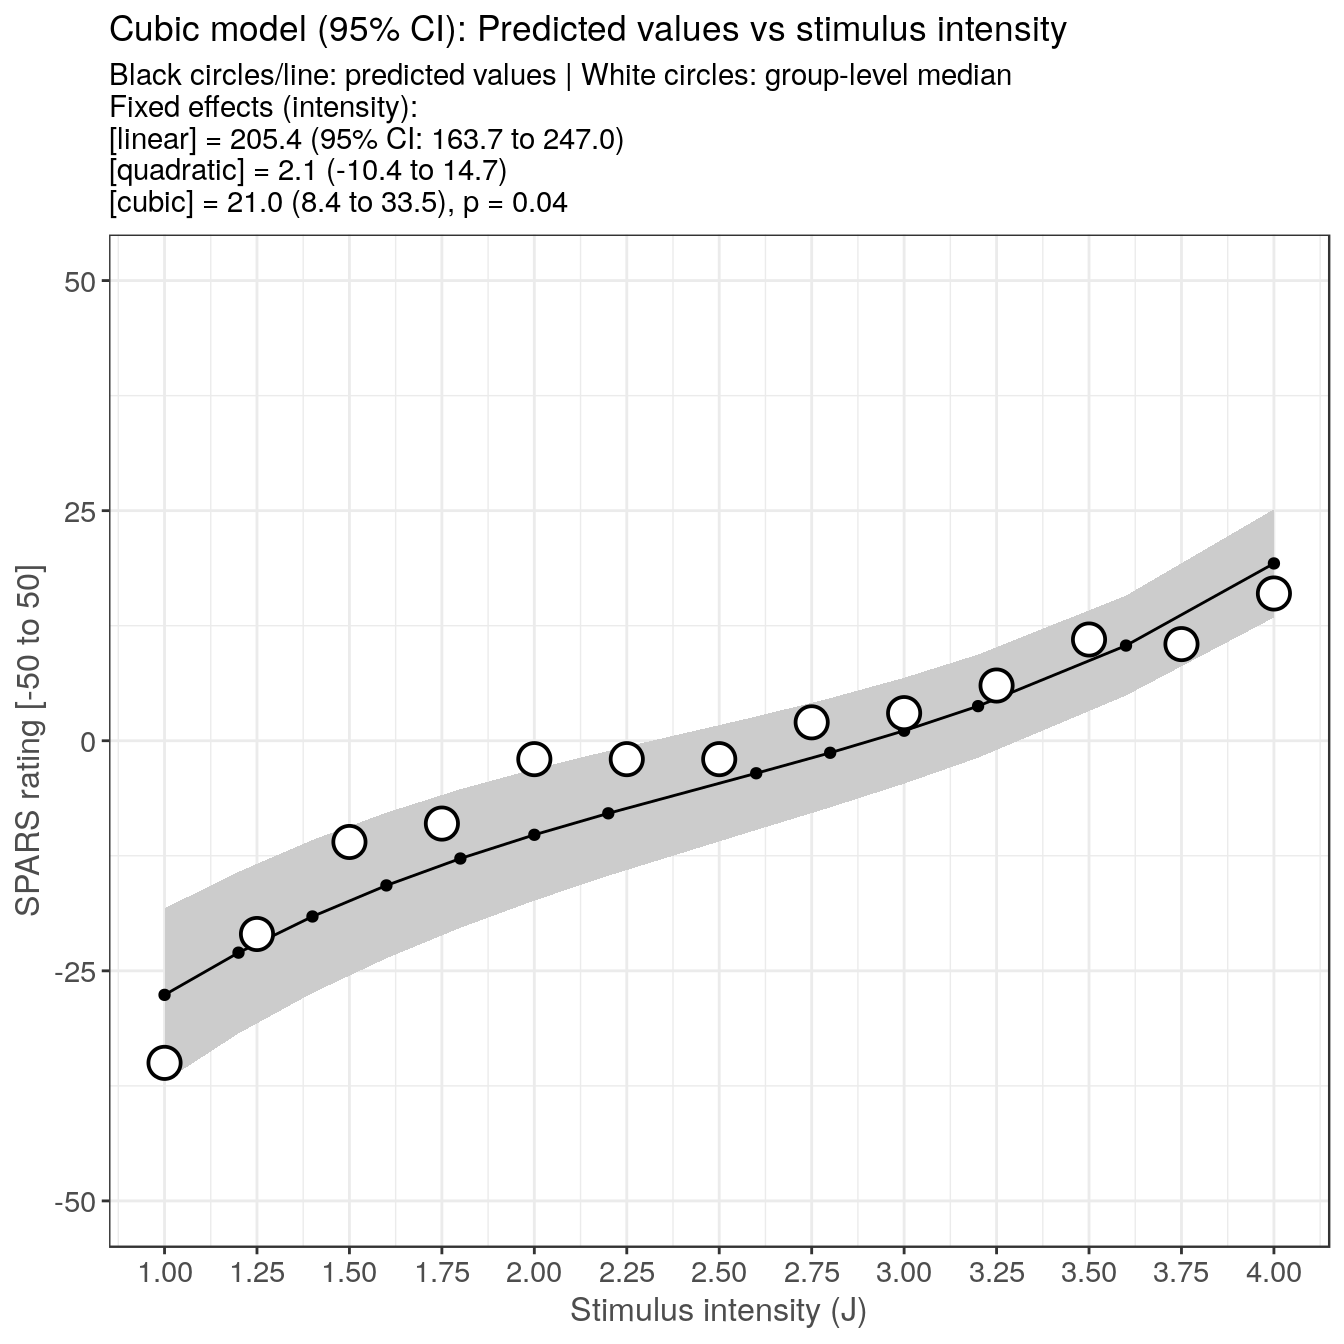 Cubic model (95% CI): Predicted values vs stimulus intensity
Black circles/line: predicted values | White circles: group-level median
Fixed effects (intensity):
[linear] = 205.4 (95% CI: 163.7 to 247.0)
[quadratic] = 2.1 (-10.4 to 14.7)
[cubic] = 21.0 (8.4 to 33.5), p = 0.04
SPARS rating [-50 to 50]
50
25
0
-25
-50
1.00 1.25 1.50 1.75 2.00 2.25 2.50 2.75 3.00 3.25 3.50 3.75 4.00
Stimulus intensity (J)